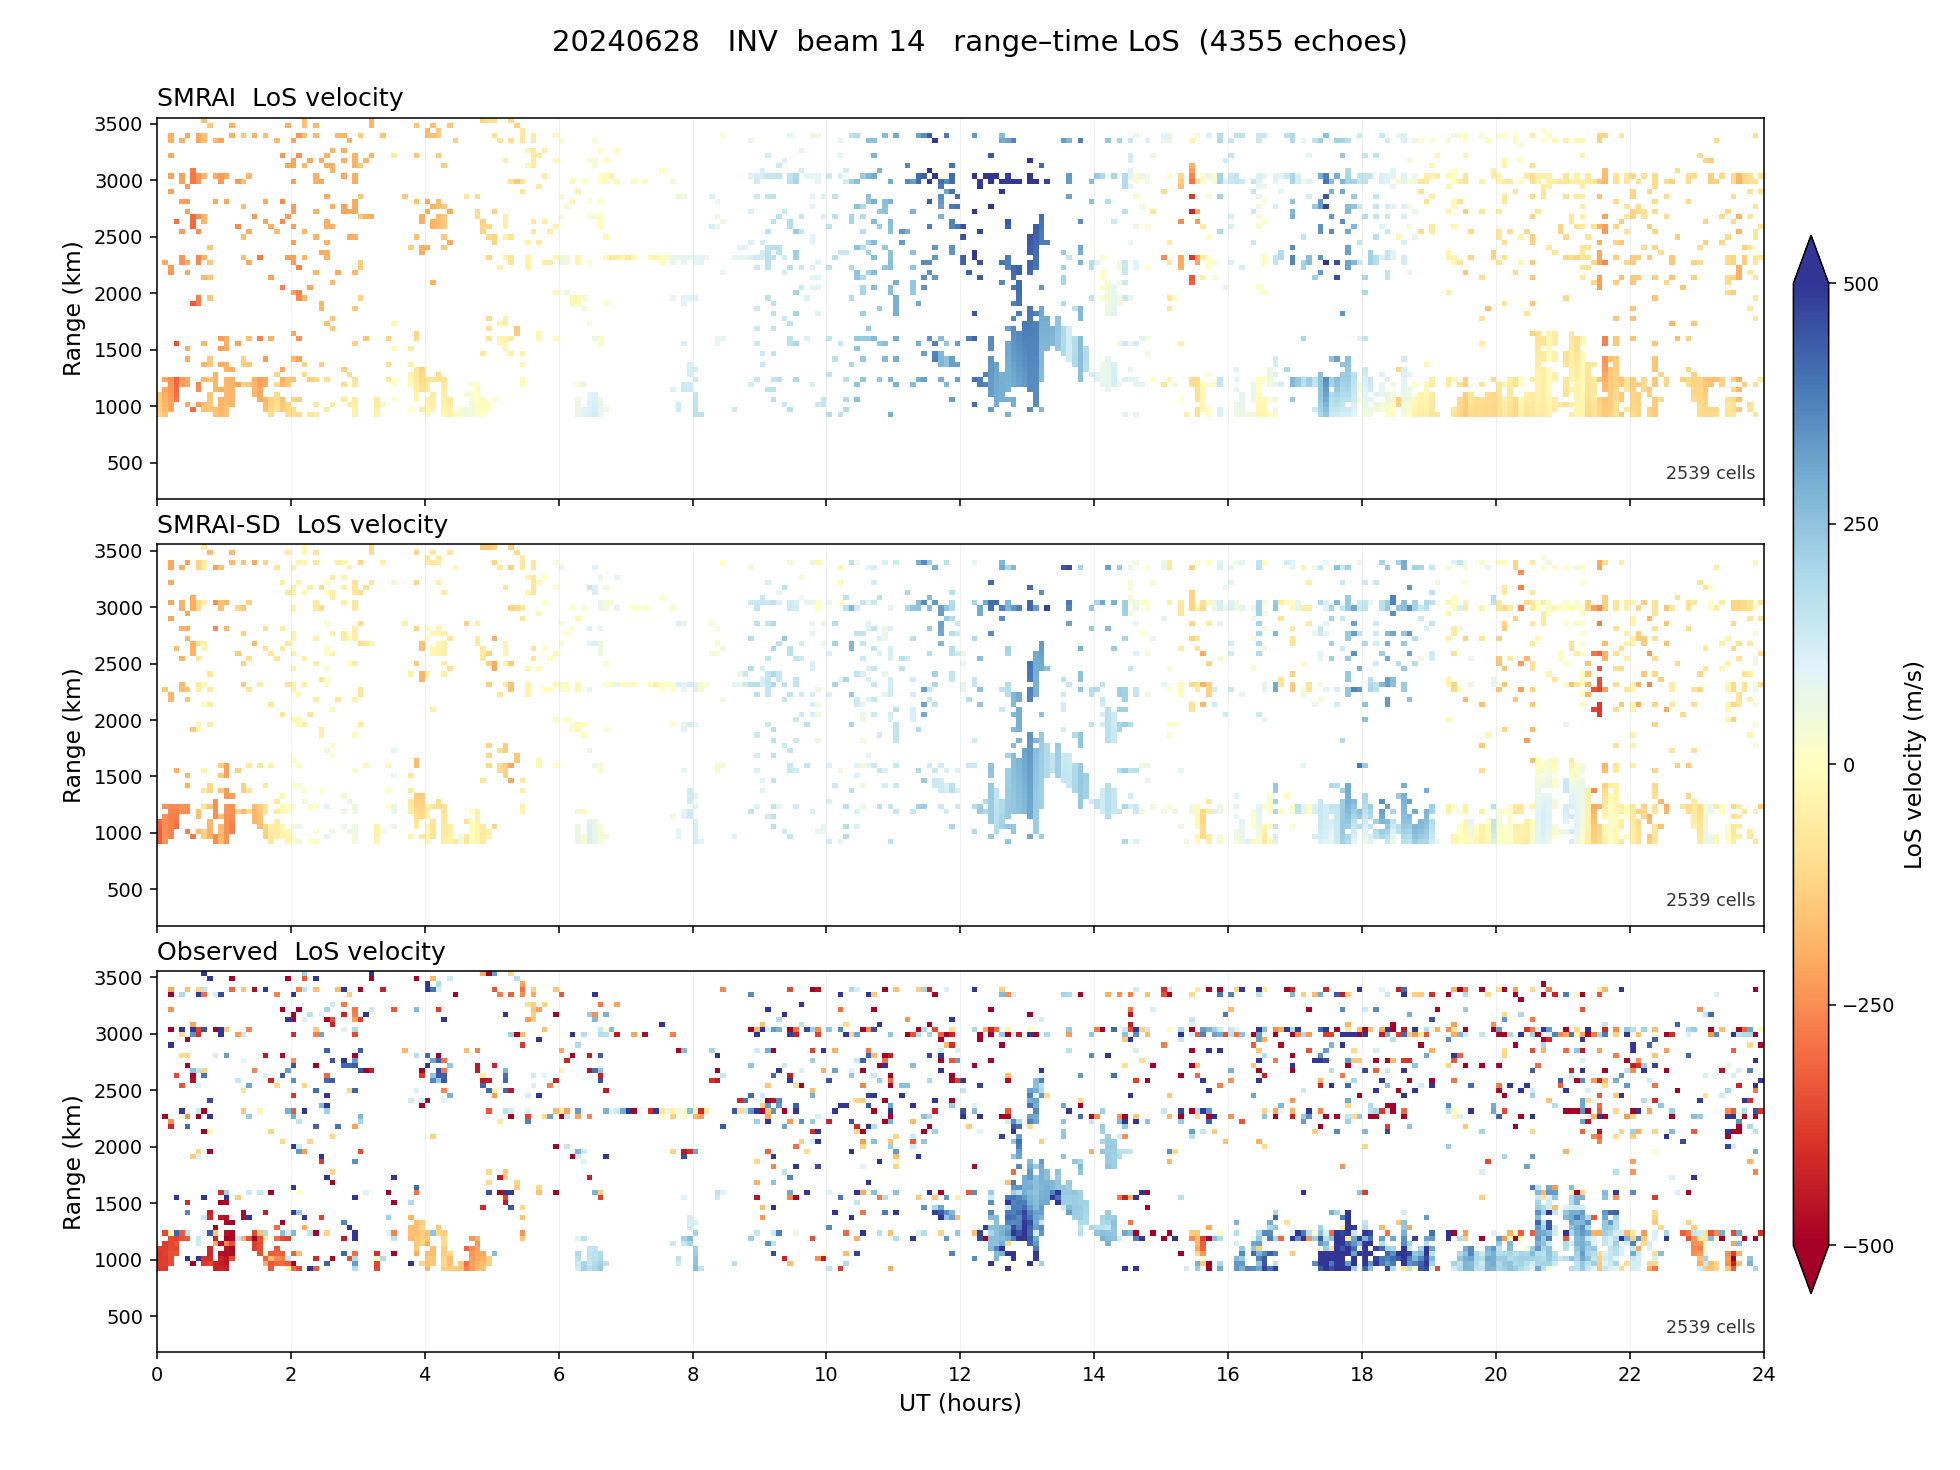 20240628   INV  beam 14   range–time LoS  (4355 echoes)
SMRAI  LoS velocity
3500
3000
2500
2000
1500
1000
500
Range (km)
2539 cells
SMRAI-SD  LoS velocity
3500
3000
2500
2000
1500
1000
500
Range (km)
2539 cells
Observed  LoS velocity
3500
3000
2500
2000
1500
1000
500
Range (km)
2539 cells
0 2 4 6 8 10 12 14 16 18 20 22 24
UT (hours)
500
250
0
−250
−500
LoS velocity (m/s)